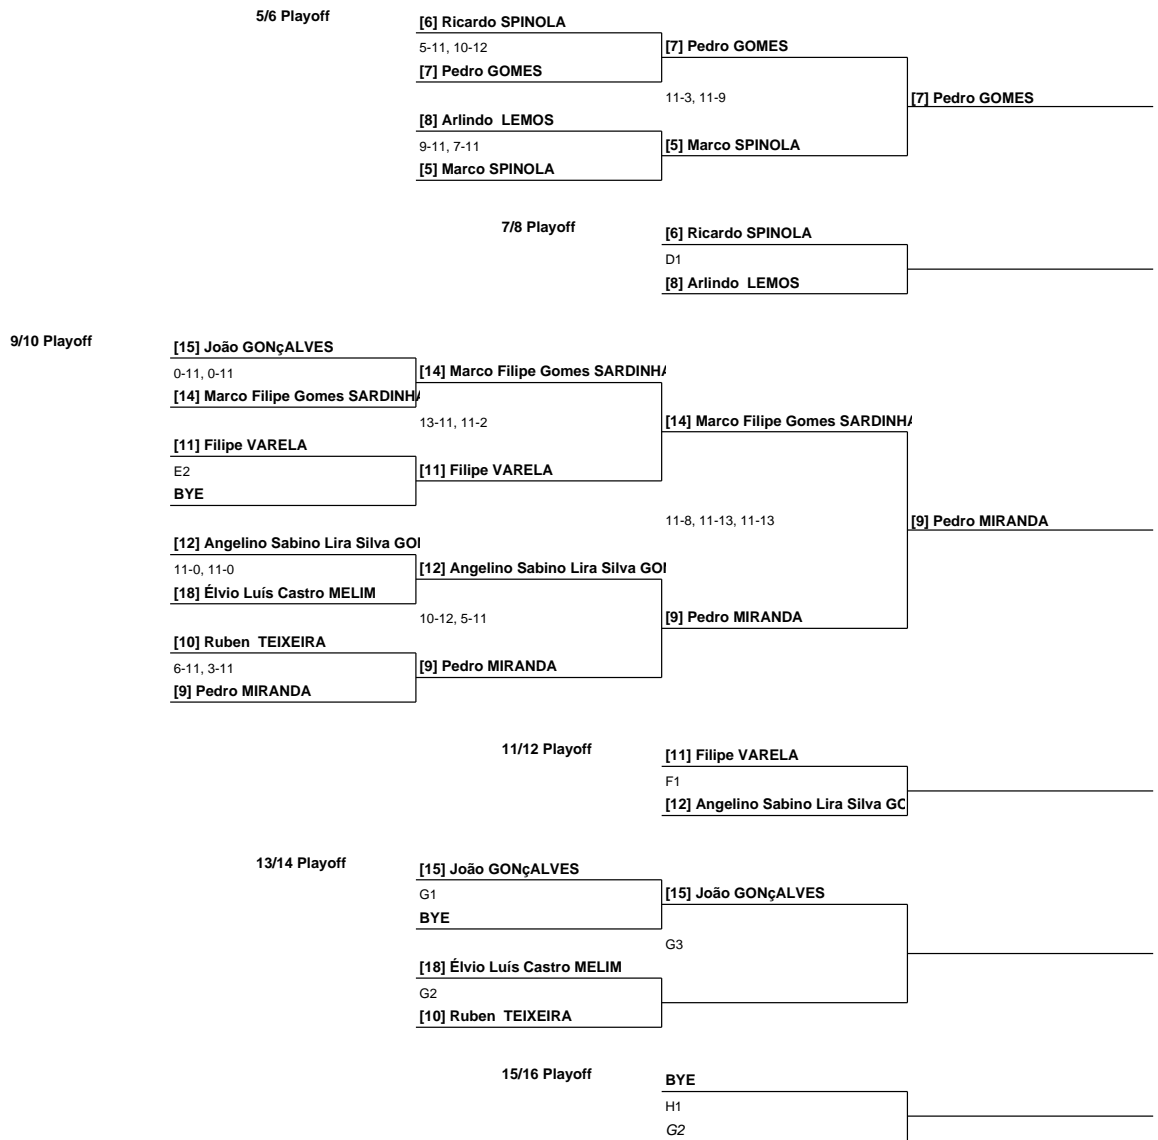 5/6 Playoff
[6] Ricardo SPINOLA
5-11, 10-12
[7] Pedro GOMES
[7] Pedro GOMES
11-3, 11-9
[7] Pedro GOMES
[8] Arlindo LEMOS
9-11, 7-11
[5] Marco SPINOLA
[5] Marco SPINOLA
7/8 Playoff
[6] Ricardo SPINOLA
D1
[8] Arlindo LEMOS
9/10 Playoff
[15] João GONçALVES
0-11, 0-11
[14] Marco Filipe Gomes SARDINHA
[14] Marco Filipe Gomes SARDINHA
13-11, 11-2
[14] Marco Filipe Gomes SARDINHA
[11] Filipe VARELA
E2
[11] Filipe VARELA
BYE
11-8, 11-13, 11-13
[9] Pedro MIRANDA
[12] Angelino Sabino Lira Silva GO
11-0, 11-0
[12] Angelino Sabino Lira Silva GO
[18] Élvio Luís Castro MELIM
10-12, 5-11
[9] Pedro MIRANDA
[10] Ruben TEIXEIRA
6-11, 3-11
[9] Pedro MIRANDA
[9] Pedro MIRANDA
11/12 Playoff
[11] Filipe VARELA
F1
[12] Angelino Sabino Lira Silva GO
13/14 Playoff
[15] João GONçALVES
G1
[15] João GONçALVES
BYE
G3
[18] Élvio Luís Castro MELIM
G2
[10] Ruben TEIXEIRA
15/16 Playoff
BYE
H1
G2